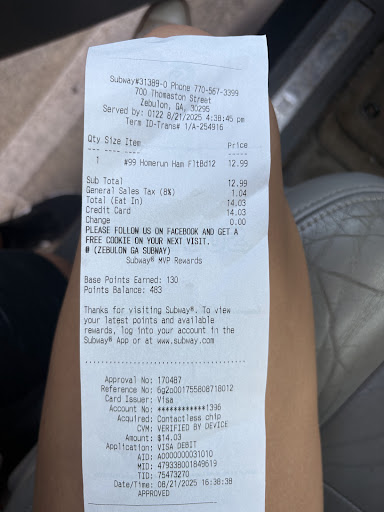 Subway#31389-0 Phone 770-567-3399
700 Thomaston Street
Zebulon, GA, 30295
Served by: 0122 8/21/2025 4:38:45 pm
Term ID-Trans# 1/A-254916
Qty Size Item Price
1 #99 Homerun Ham FltBd12 12.99
Sub Total 12.99
General Sales Tax (8%) 1.04
Total (Eat In) 14.03
Credit Card 14.03
Change 0.00
PLEASE FOLLOW US ON FACEBOOK AND GET A
FREE COOKIE ON YOUR NEXT VISIT.
@ (ZEBULON GA SUBWAY)
Subway® MVP Rewards
Base Points Earned: 130
Points Balance: 483
Thanks for visiting Subway®. To view
your latest points and available
rewards, log into your account in the
Subway® App or at www.subway.com
Approval No: 170487
Reference No: 6g2o001755808718012
Card Issuer: Visa
Account No: ************1396
Acquired: Contactless chip
CVM: VERIFIED BY DEVICE
Amount: $14.03
Application: VISA DEBIT
AID: A0000000031010
MID: 479338001849619
TID: 75473270
Date/Time: 08/21/2025 16:38:38
APPROVED